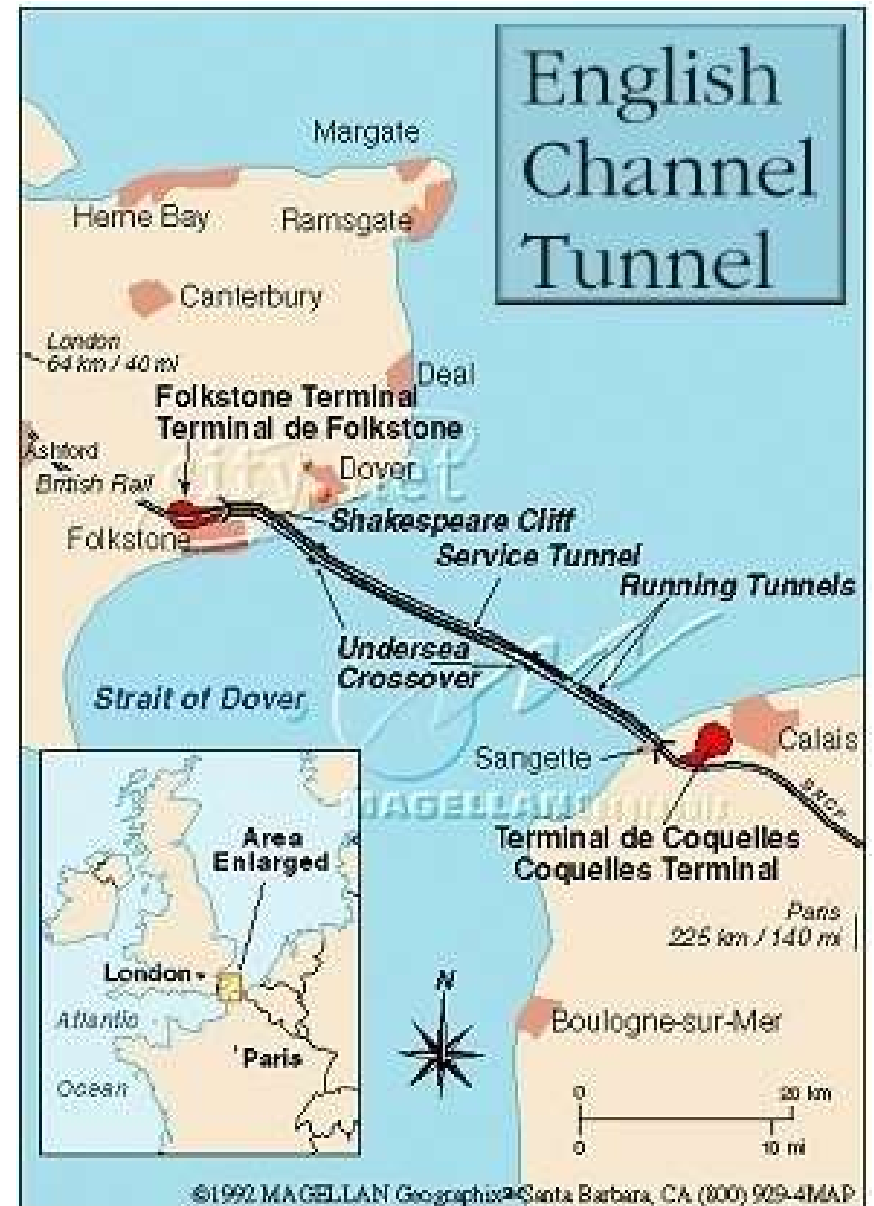 English
Channel
Tunnel
Margate
Herne Bay
Ramsgate
Canterbury
London
64 km / 40 mi
Deal
Folkstone Terminal
Terminal de Folkstone
Ashford
British Rail
Dover
Folkstone
Shakespeare Cliff
Service Tunnel
Running Tunnels
Undersea
Crossover
Strait of Dover
Sangette
Calais
SNCF
MAGELLAN
Terminal de Coquelles
Coquelles Terminal
Area
Enlarged
Paris
225 km / 140 mi
London
N
Atlantic
Ocean
Paris
Boulogne-sur-Mer
0 20 km
0 10 mi
©1992 MAGELLAN Geographix Santa Barbara, CA (800) 929-4MAP